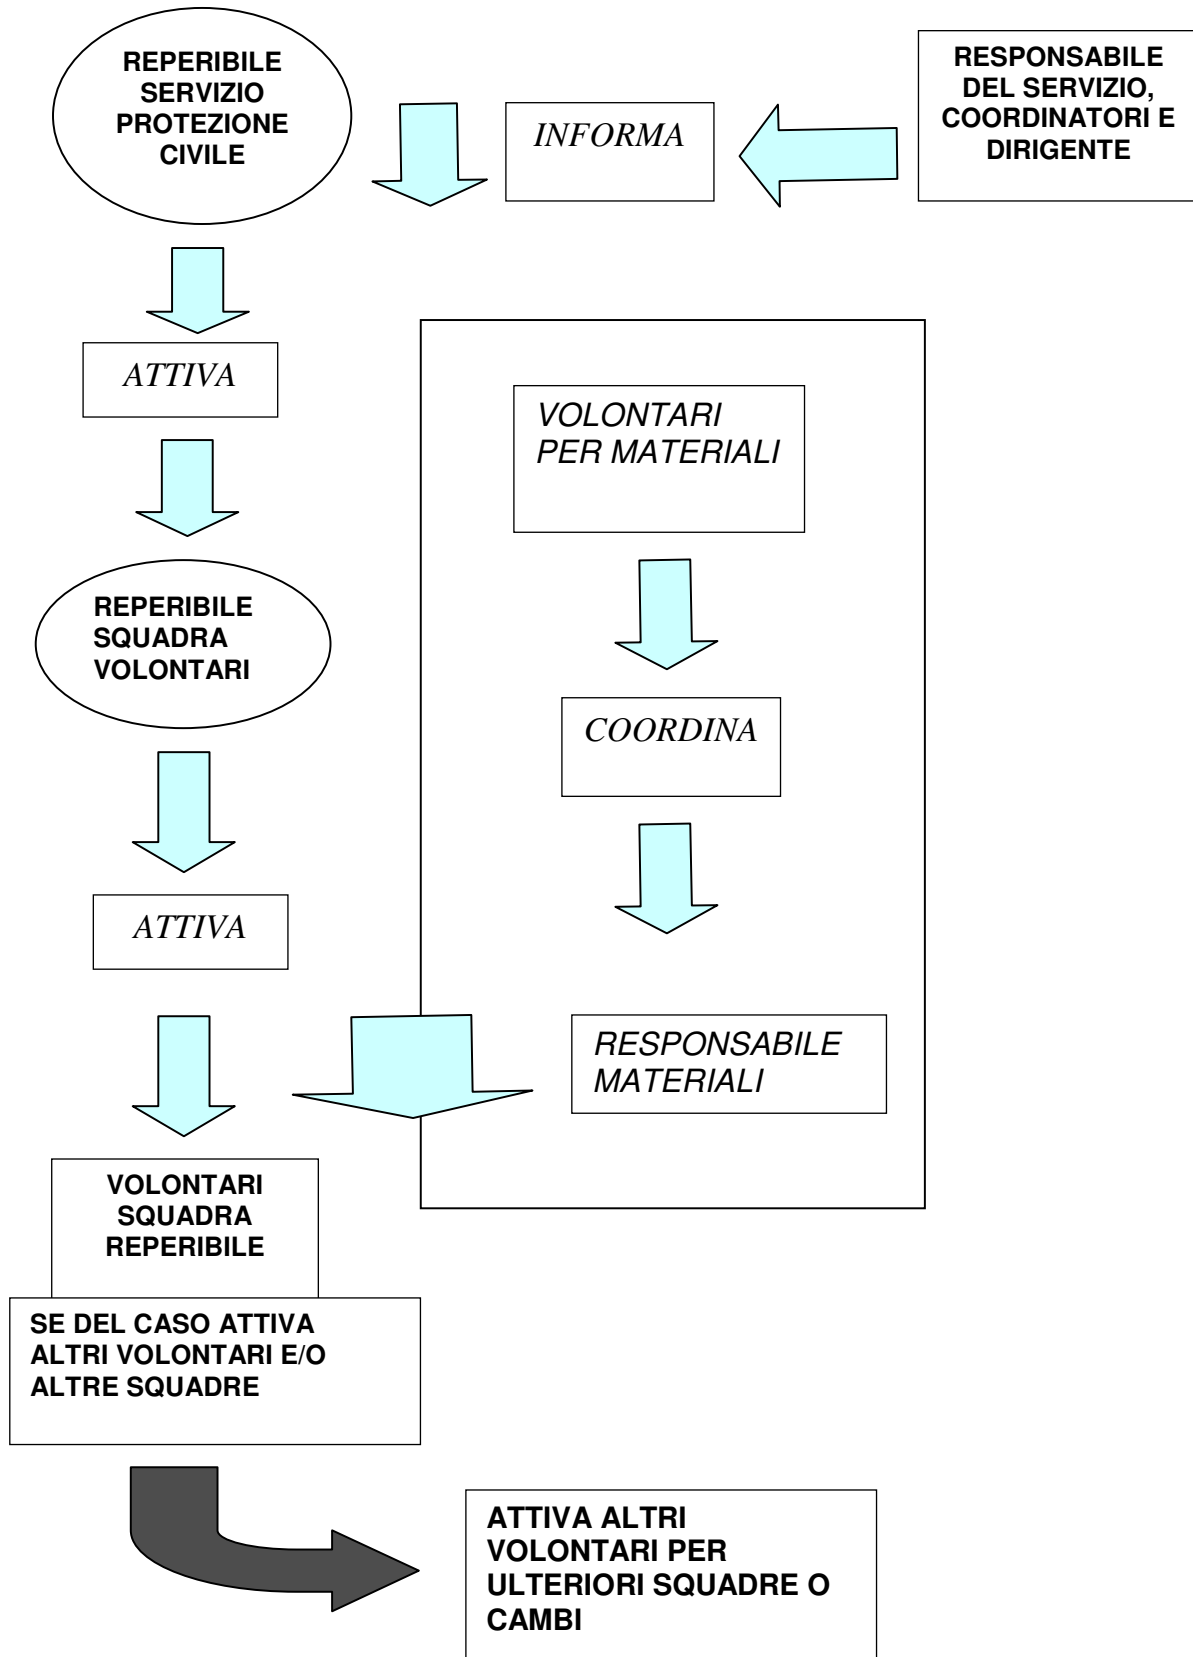 REPERIBILE
SERVIZIO
PROTEZIONE
CIVILE
INFORMA
RESPONSABILE
DEL SERVIZIO,
COORDINATORI E
DIRIGENTE
ATTIVA
VOLONTARI
PER MATERIALI
REPERIBILE
SQUADRA
VOLONTARI
COORDINA
ATTIVA
RESPONSABILE
MATERIALI
VOLONTARI
SQUADRA
REPERIBILE
SE DEL CASO ATTIVA
ALTRI VOLONTARI E/O
ALTRE SQUADRE
ATTIVA ALTRI
VOLONTARI PER
ULTERIORI SQUADRE O
CAMBI